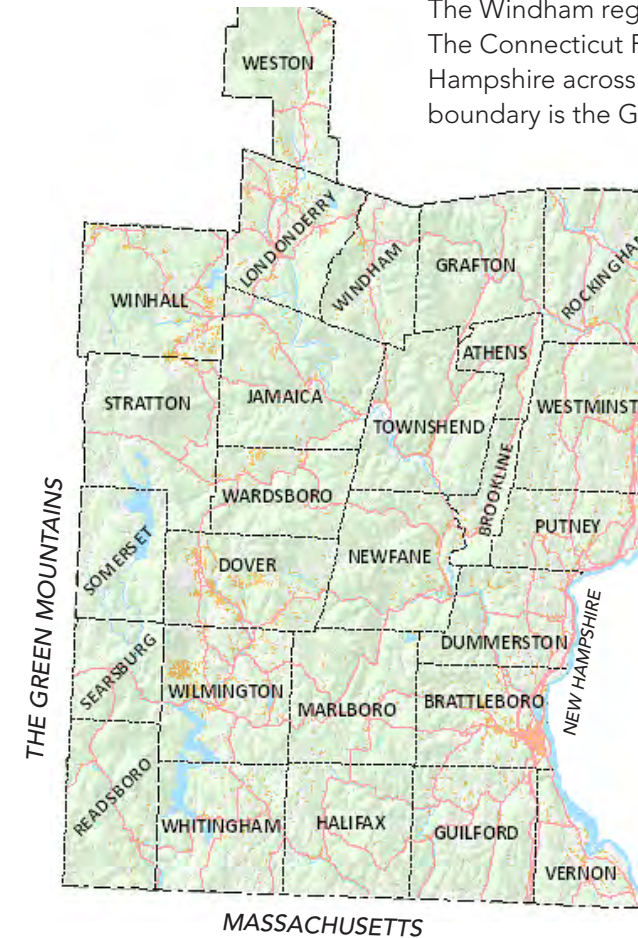 The Windham reg
The Connecticut
Hampshire across
boundary is the G
WESTON
LONDONDERRY
WINDHAM
GRAFTON
WINHALL
ATHENS
STRATTON
JAMAICA
TOWNSHEND
WARDSBORO
BROOKLINE
PUTNEY
SOMERSET
DOVER
NEWFANE
THE GREEN MOUNTAINS
NEW HAMPSHIRE
DUMMERSTON
SEARSBURG
WILMINGTON
MARLBORO
BRATTLEBORO
READSBORO
WHITINGHAM
HALIFAX
GUILFORD
VERNON
ROCKINGHA
WESTMINST
MASSACHUSETTS